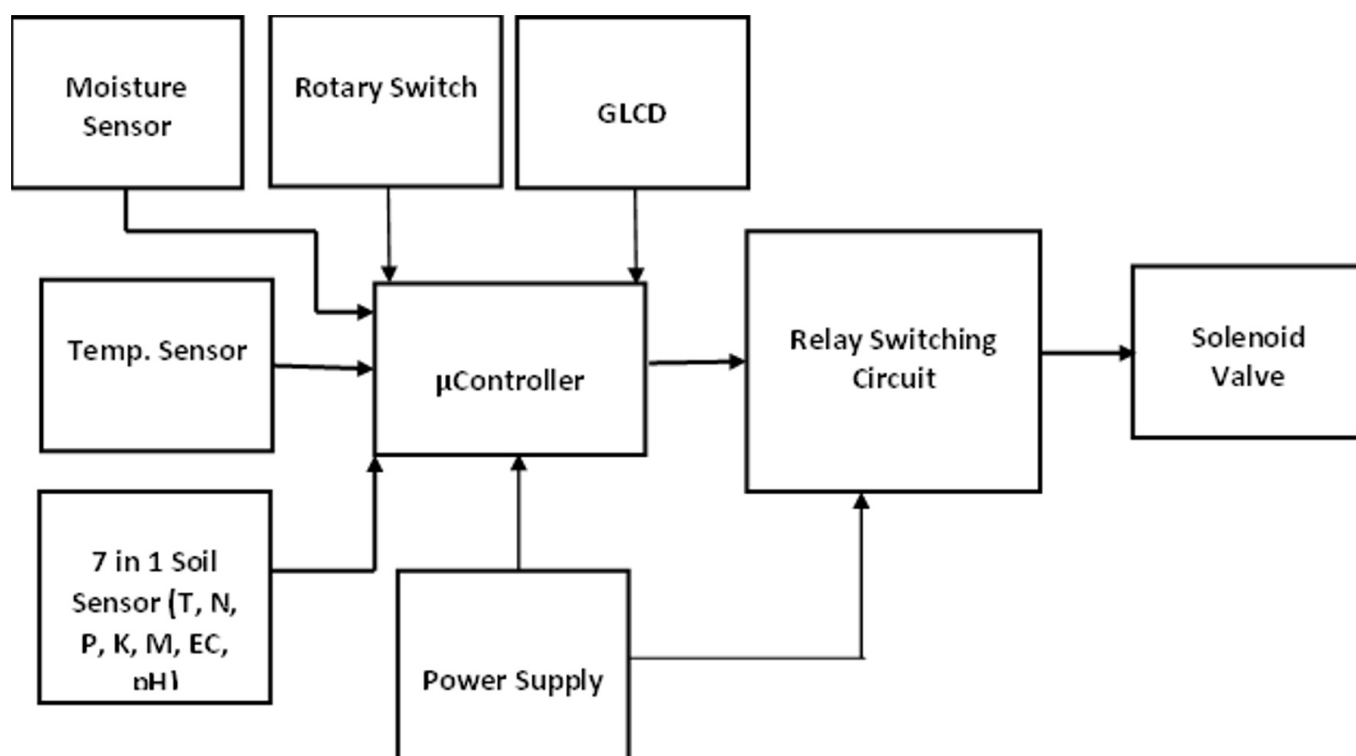 Moisture
Sensor
Rotary Switch
GLCD
Temp. Sensor
µController
Relay Switching
Circuit
Solenoid
Valve
7 in 1 Soil
Sensor (T, N,
P, K, M, EC,
pH)
Power Supply